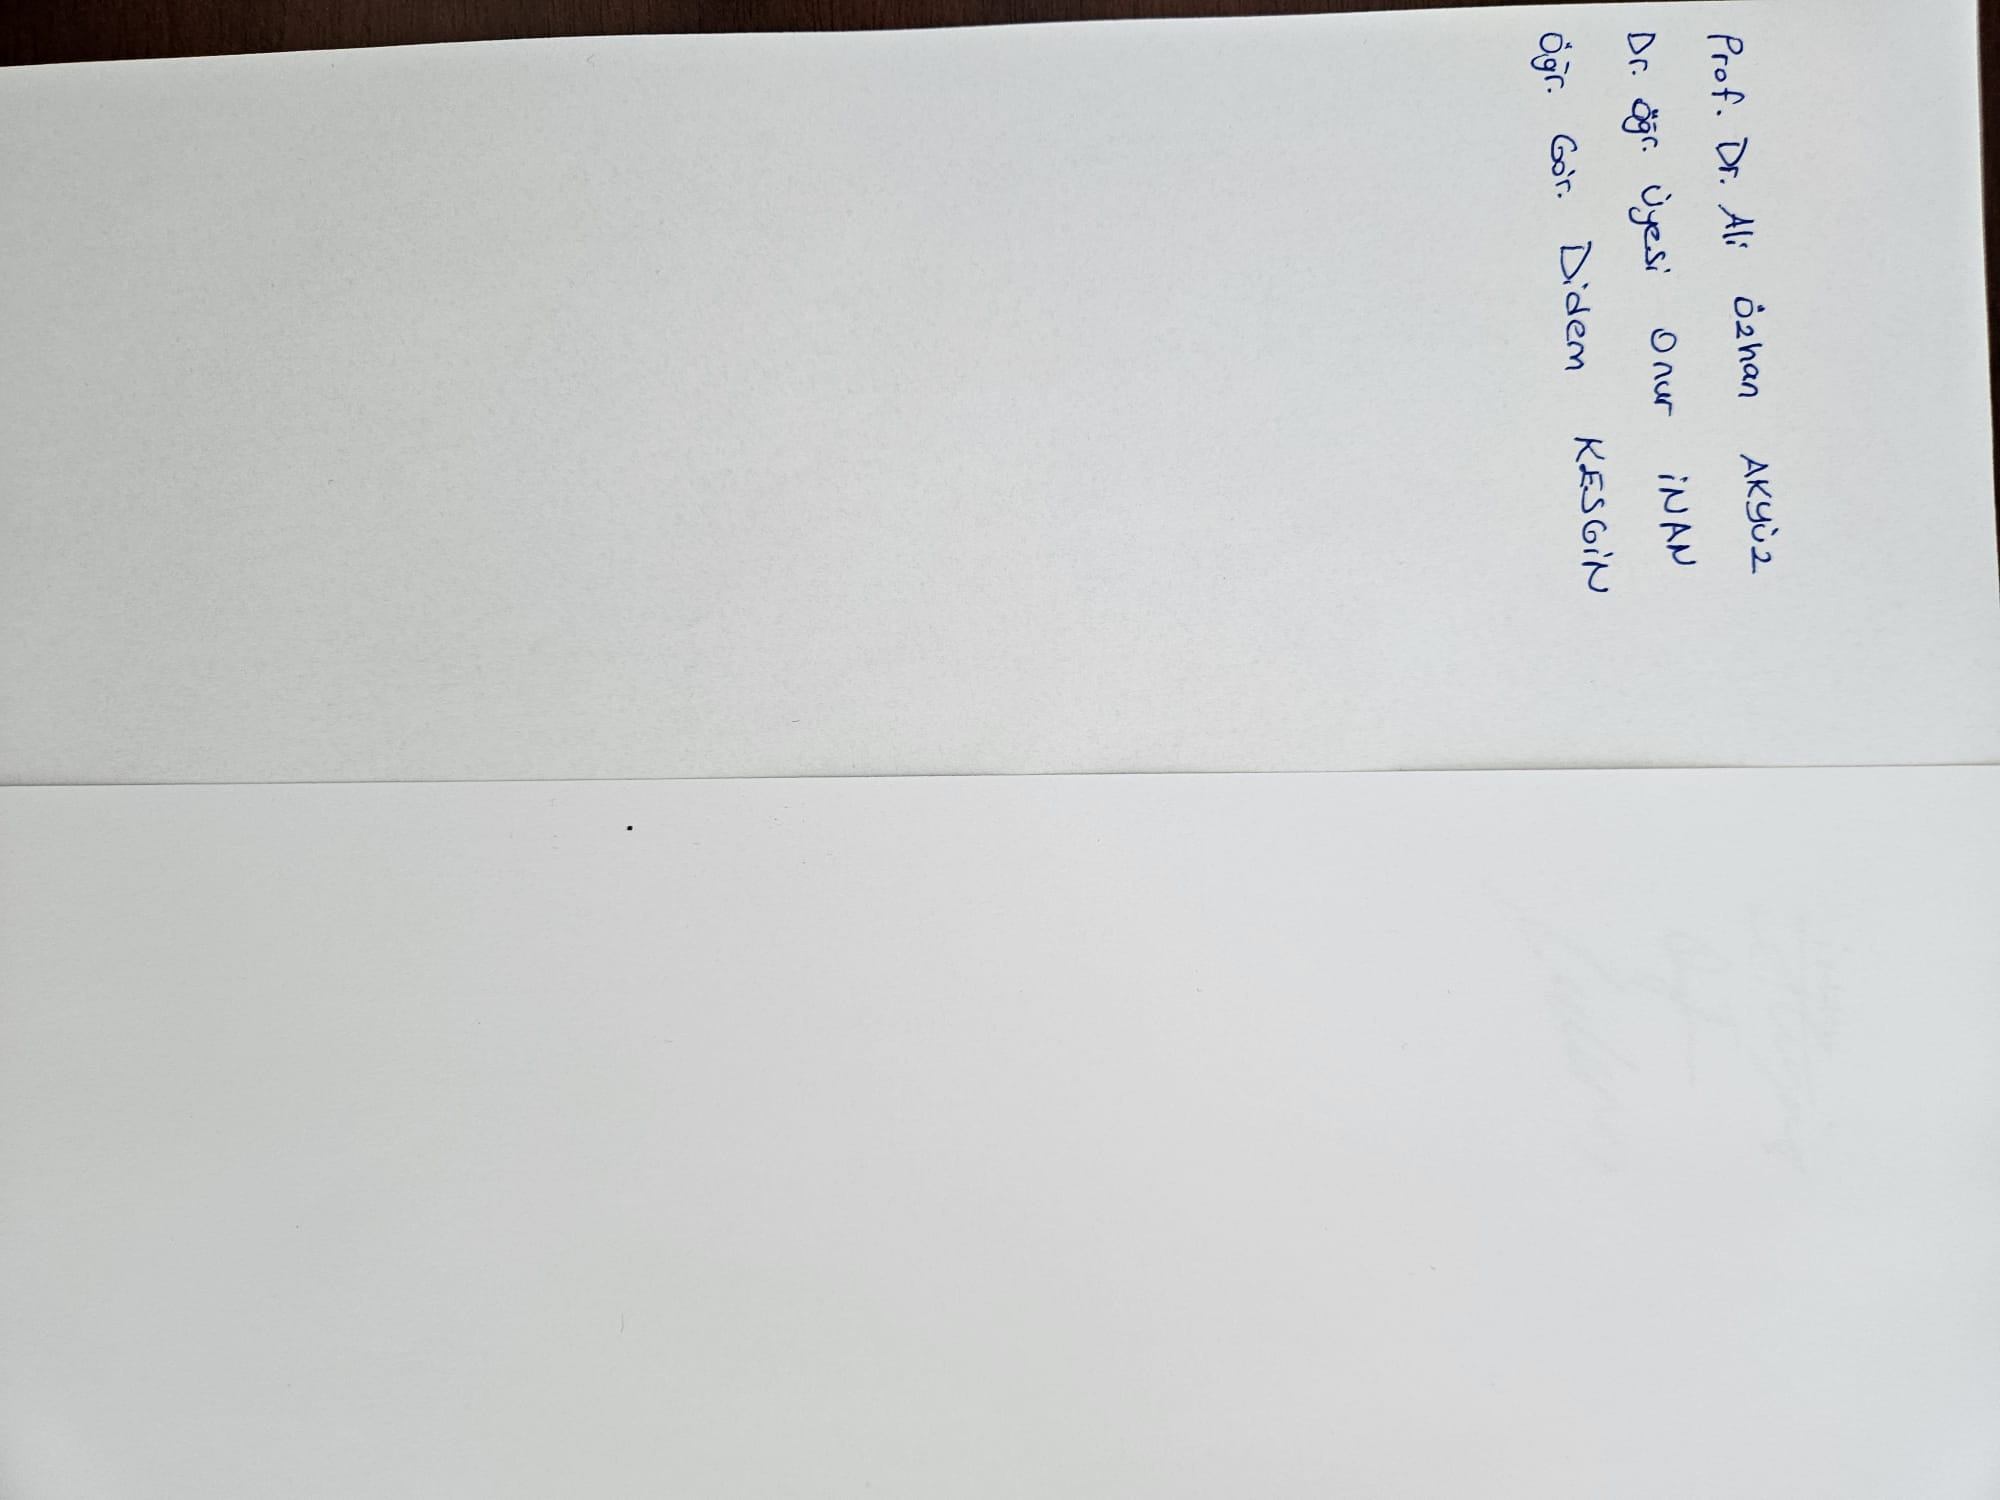 Prof. Dr. Ali Özhan AKYÜZ
Dr. Öğr. Üyesi Onur İNAN
Öğr. Gör. Didem KESGİN